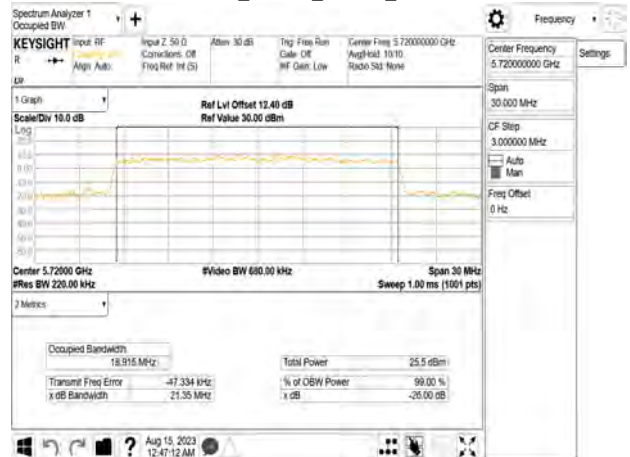 Spectrum Analyzer 1
Occupied BW
Frequency
KEYSIGHT
R
Input: RF
Align: Auto
Input Z: 50 Ω
Corrections: Off
Freq Ref: Int (S)
Atten: 30 dB
Trig: Free Run
Gate: Off
#IF Gain: Low
Center Freq: 5.720000000 GHz
Avg|Hold: 10/10
Radio Std: None
Center Frequency
5.720000000 GHz
Settings
Span
30.000 MHz
CF Step
3.000000 MHz
Auto
Man
Freq Offset
0 Hz
1 Graph
Scale/Div 10.0 dB
Log
Ref Lvl Offset 12.40 dB
Ref Value 30.00 dBm
Center 5.72000 GHz
#Res BW 220.00 kHz
#Video BW 680.00 kHz
Span 30 MHz
Sweep 1.00 ms (1001 pts)
2 Metrics
Occupied Bandwidth
18.915 MHz
Transmit Freq Error -47.334 kHz
x dB Bandwidth 21.35 MHz
Total Power 25.5 dBm
% of OBW Power 99.00 %
x dB -26.00 dB
?
Aug 15, 2023
12:47:12 AM